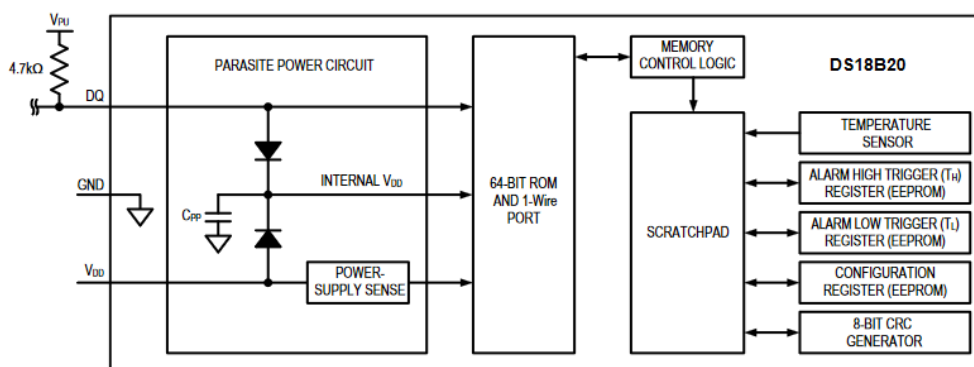 VPU
4.7kΩ
DQ
GND
VDD
PARASITE POWER CIRCUIT
INTERNAL VDD
CPP
POWER-
SUPPLY SENSE
64-BIT ROM
AND 1-Wire
PORT
MEMORY
CONTROL LOGIC
SCRATCHPAD
DS18B20
TEMPERATURE
SENSOR
ALARM HIGH TRIGGER (TH)
REGISTER (EEPROM)
ALARM LOW TRIGGER (TL)
REGISTER (EEPROM)
CONFIGURATION
REGISTER (EEPROM)
8-BIT CRC
GENERATOR